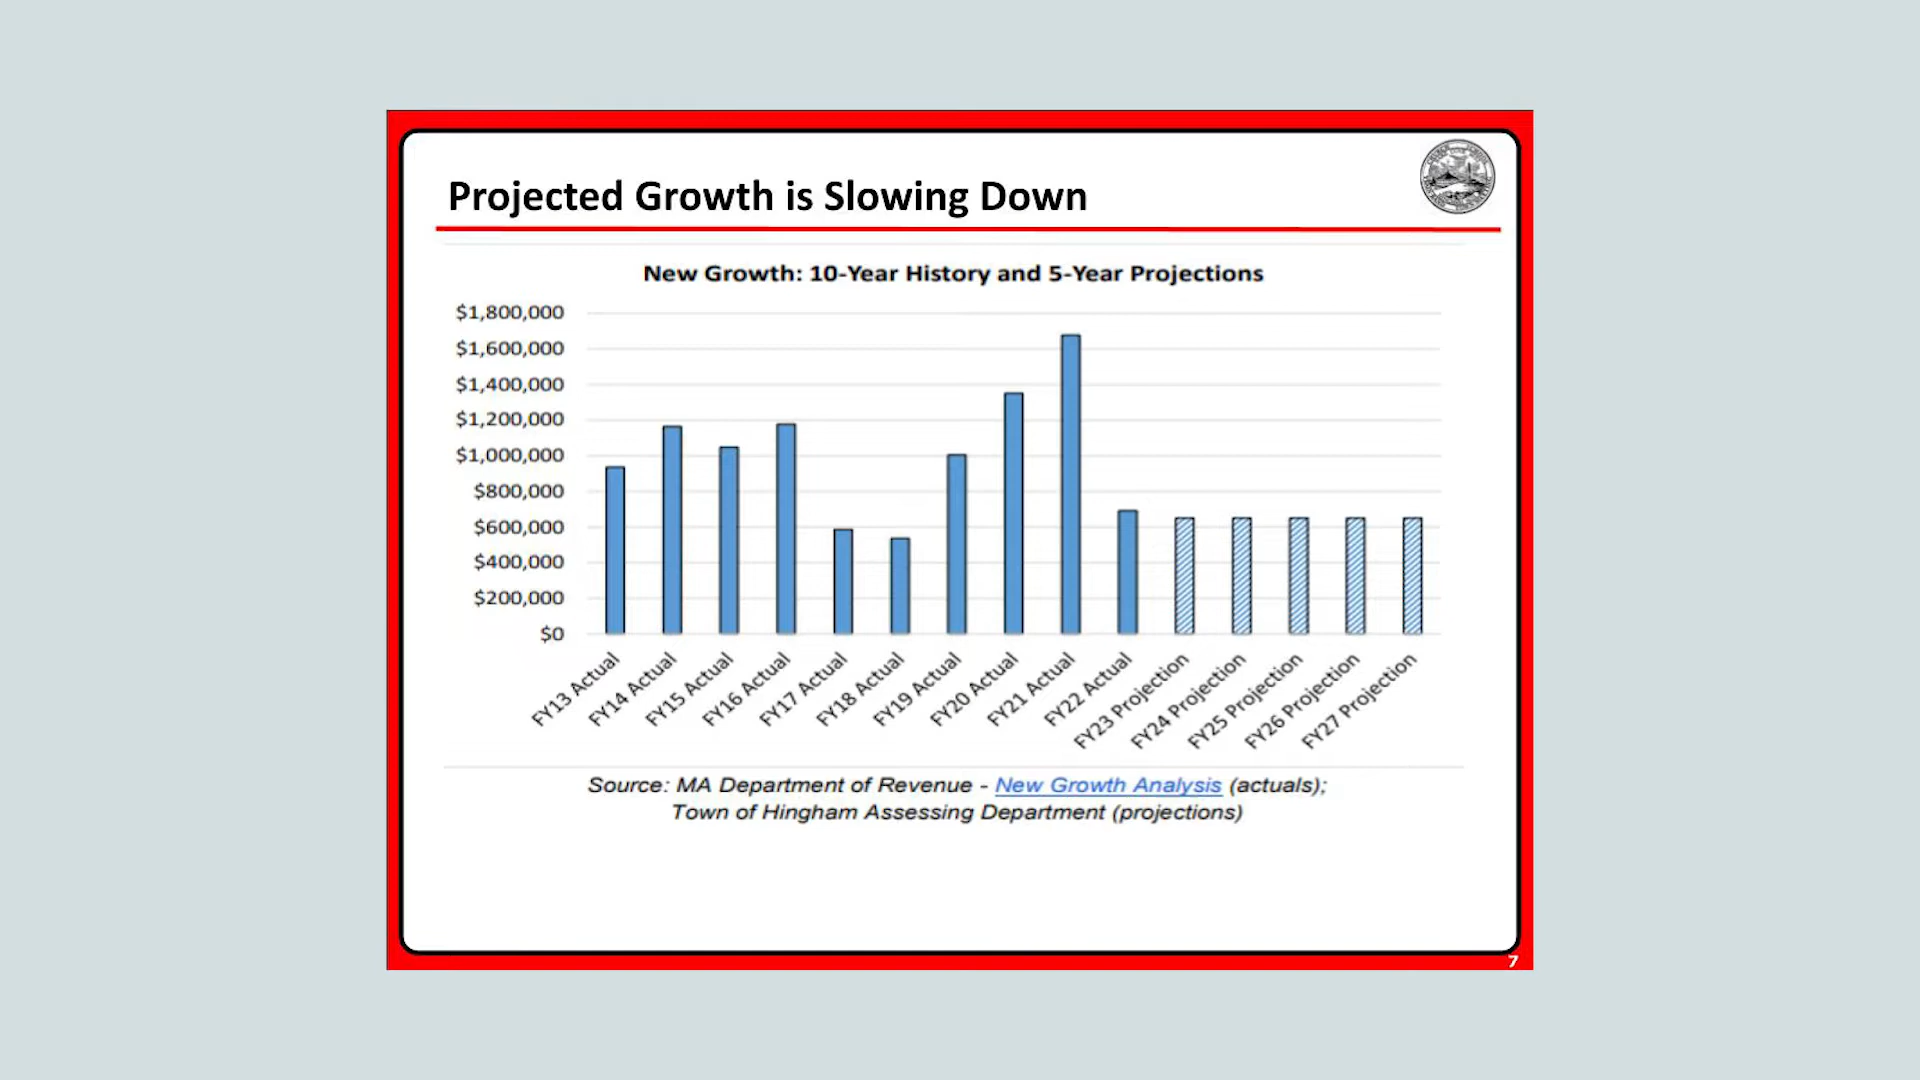 Projected Growth is Slowing Down
New Growth: 10-Year History and 5-Year Projections
$1,800,000
$1,600,000
$1,400,000
$1,200,000
$1,000,000
$800,000
$600,000
$400,000
$200,000
$0
FY13 Actual
FY14 Actual
FY15 Actual
FY16 Actual
FY17 Actual
FY18 Actual
FY19 Actual
FY20 Actual
FY21 Actual
FY22 Actual
FY23 Projection
FY24 Projection
FY25 Projection
FY26 Projection
FY27 Projection
Source: MA Department of Revenue - New Growth Analysis (actuals);
Town of Hingham Assessing Department (projections)
7